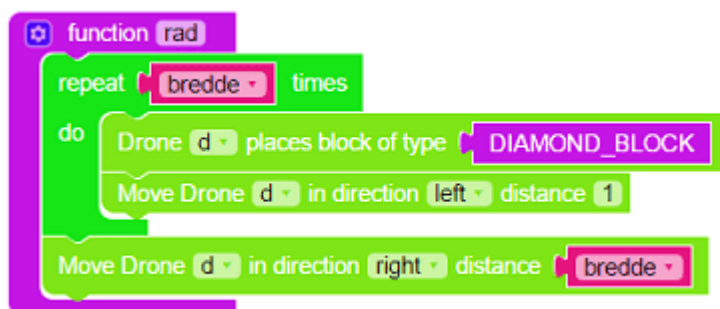 function rad
repeat bredde times
do Drone d places block of type DIAMOND_BLOCK
Move Drone d in direction left distance 1
Move Drone d in direction right distance bredde